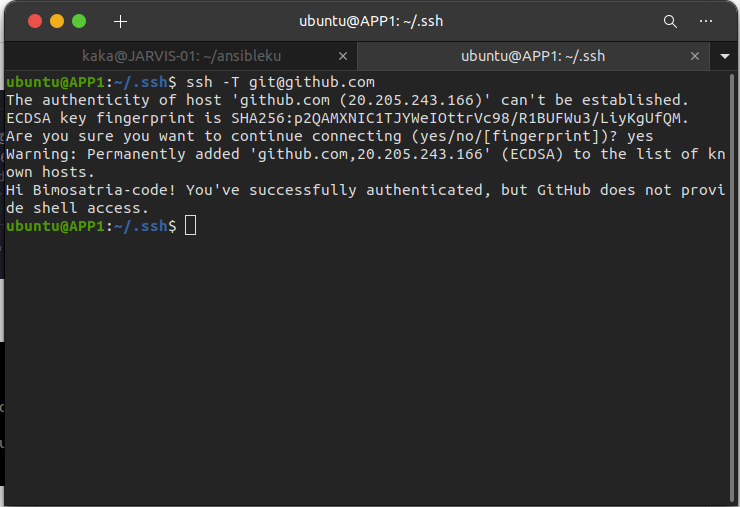 ubuntu@APP1: ~/.ssh
kaka@JARVIS-01: ~/ansibleku
ubuntu@APP1: ~/.ssh
ubuntu@APP1:~/.ssh$ ssh -T git@github.com
The authenticity of host 'github.com (20.205.243.166)' can't be established.
ECDSA key fingerprint is SHA256:p2QAMXNIC1TJYWeIOttrVc98/R1BUFWu3/LiyKgUfQM.
Are you sure you want to continue connecting (yes/no/[fingerprint])? yes
Warning: Permanently added 'github.com,20.205.243.166' (ECDSA) to the list of kn
own hosts.
Hi Bimosatria-code! You've successfully authenticated, but GitHub does not provi
de shell access.
ubuntu@APP1:~/.ssh$